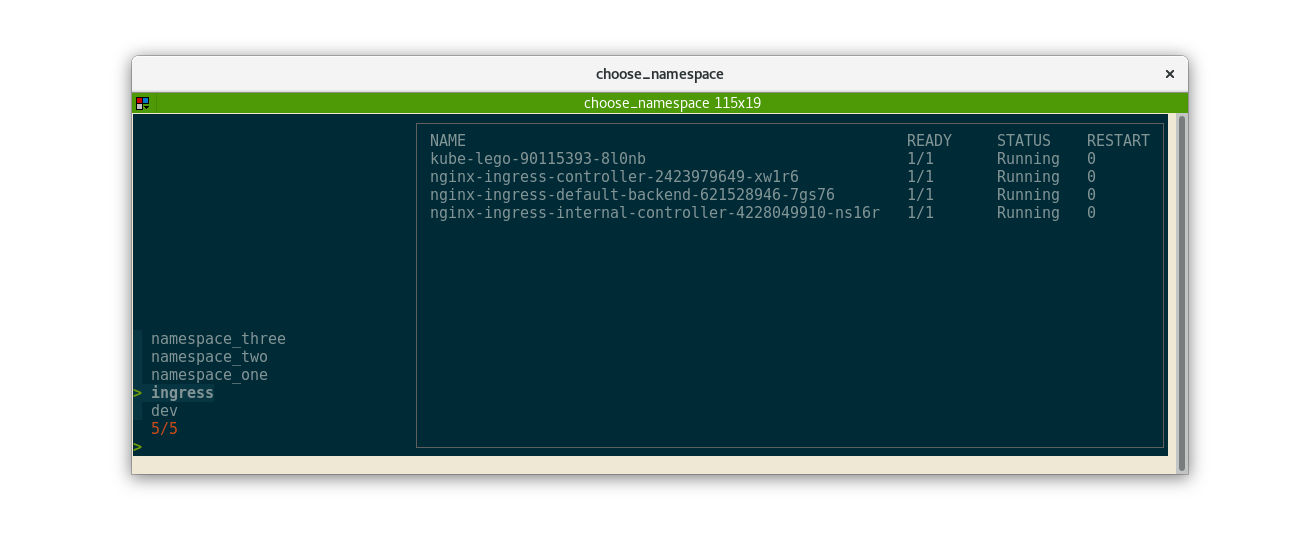 choose_namespace
choose_namespace 115x19
NAME READY STATUS RESTART
kube-lego-90115393-8l0nb 1/1 Running 0
nginx-ingress-controller-2423979649-xw1r6 1/1 Running 0
nginx-ingress-default-backend-621528946-7gs76 1/1 Running 0
nginx-ingress-internal-controller-4228049910-ns16r 1/1 Running 0
namespace_three
namespace_two
namespace_one
> ingress
dev
5/5
>